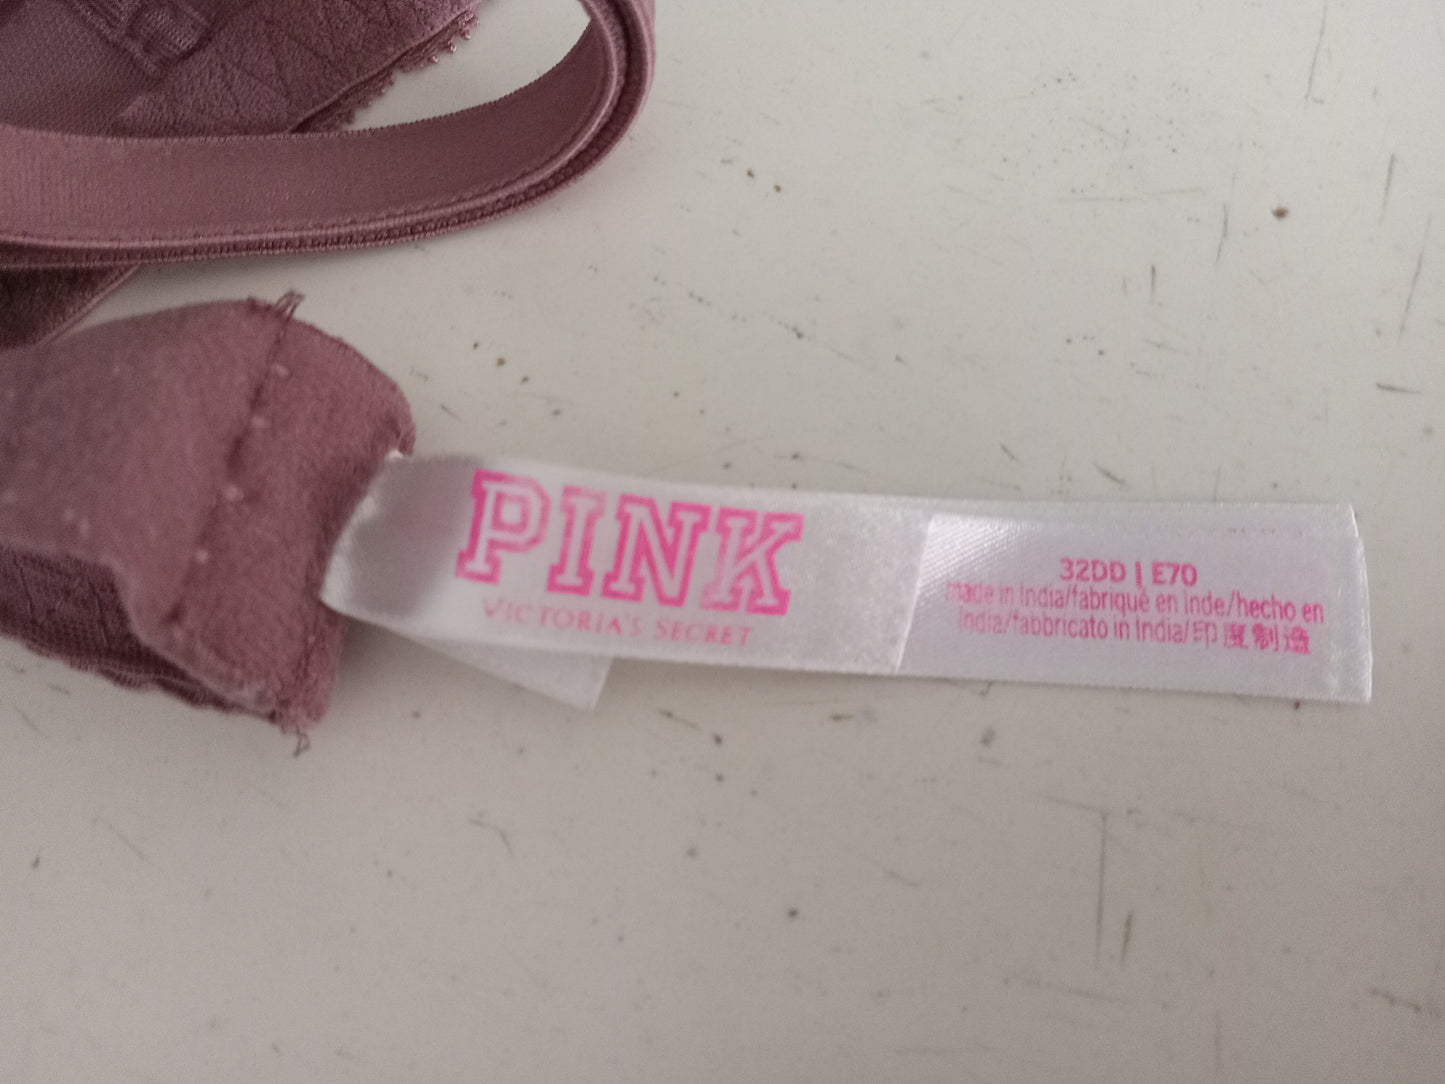 PINK
VICTORIA'S SECRET
32DD | E70
made in India/fabriqué en Inde/hecho en
India/fabbricato in India/印度制造